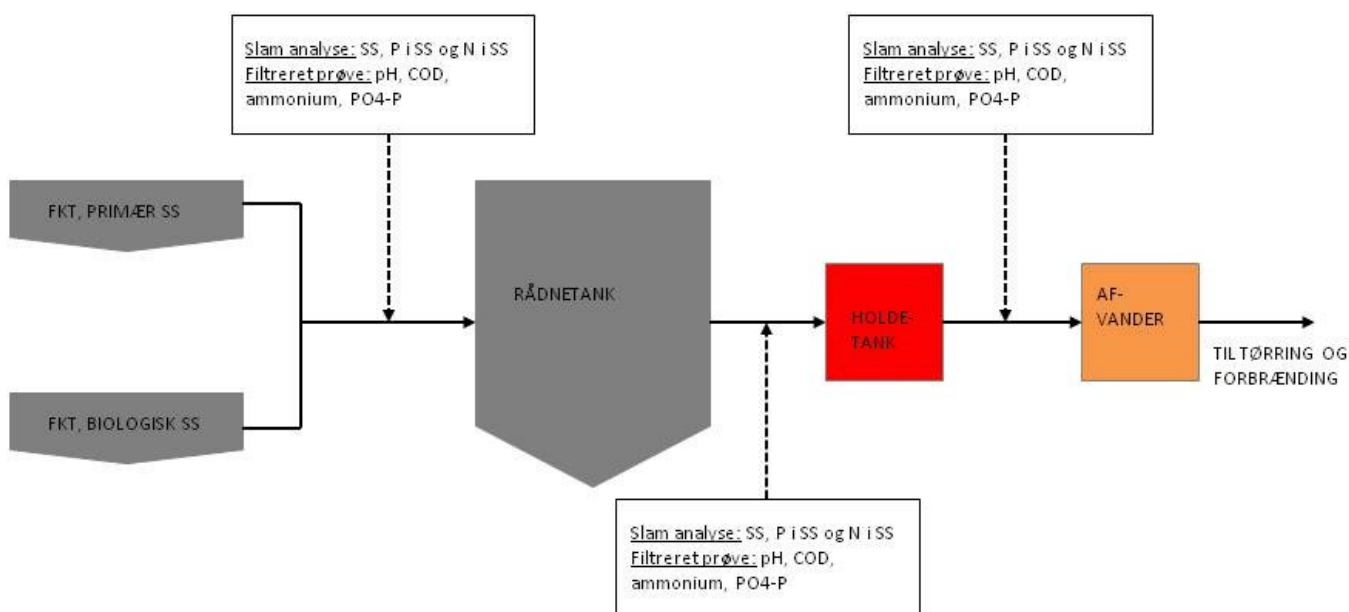 Slam analyse: SS, P i SS og N i SS
Filtreret prøve: pH, COD,
ammonium, PO4-P
Slam analyse: SS, P i SS og N i SS
Filtreret prøve: pH, COD,
ammonium, PO4-P
FKT, PRIMÆR SS
FKT, BIOLOGISK SS
RÅDNETANK
HOLDE-
TANK
AF-
VANDER
TIL TØRRING OG
FORBRÆNDING
Slam analyse: SS, P i SS og N i SS
Filtreret prøve: pH, COD,
ammonium, PO4-P